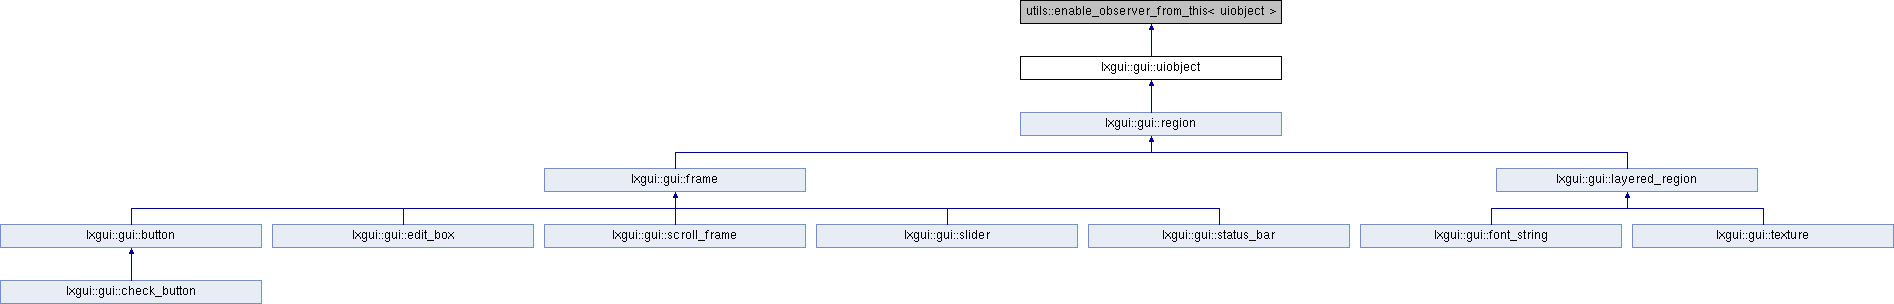 utils::enable_observer_from_this< uiobject >
lxgui::gui::uiobject
lxgui::gui::region
lxgui::gui::frame
lxgui::gui::layered_region
lxgui::gui::button
lxgui::gui::edit_box
lxgui::gui::scroll_frame
lxgui::gui::slider
lxgui::gui::status_bar
lxgui::gui::font_string
lxgui::gui::texture
lxgui::gui::check_button